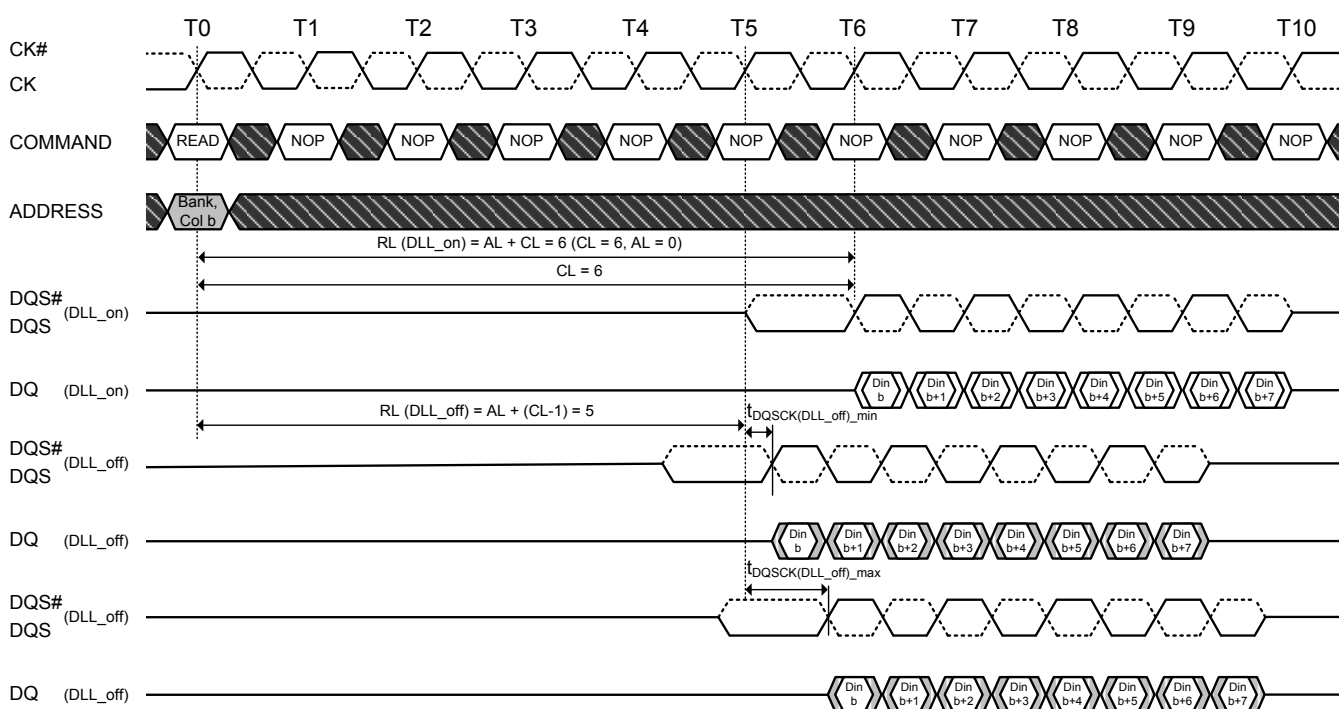 T0 T1 T2 T3 T4 T5 T6 T7 T8 T9 T10
CK#
CK
COMMAND READ NOP NOP NOP NOP NOP NOP NOP NOP NOP NOP
ADDRESS Bank, Col b
RL (DLL_on) = AL + CL = 6 (CL = 6, AL = 0)
CL = 6
DQS# (DLL_on)
DQS
DQ (DLL_on) Din b Din b+1 Din b+2 Din b+3 Din b+4 Din b+5 Din b+6 Din b+7
RL (DLL_off) = AL + (CL-1) = 5 tDQSCK(DLL_off)_min
DQS# (DLL_off)
DQS
DQ (DLL_off) Din b Din b+1 Din b+2 Din b+3 Din b+4 Din b+5 Din b+6 Din b+7
tDQSCK(DLL_off)_max
DQS# (DLL_off)
DQS
DQ (DLL_off) Din b Din b+1 Din b+2 Din b+3 Din b+4 Din b+5 Din b+6 Din b+7